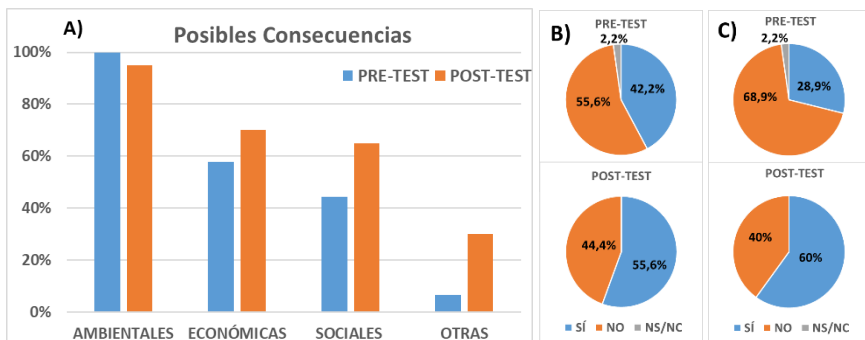 A)
Posibles Consecuencias
PRE-TEST POST-TEST
100%
80%
60%
40%
20%
0%
AMBIENTALES ECONÓMICAS SOCIALES OTRAS
B)
PRE-TEST
2,2%
55,6%
42,2%
POST-TEST
44,4%
55,6%
SÍ NO NS/NC
C)
PRE-TEST
2,2%
68,9%
28,9%
POST-TEST
40%
60%
SÍ NO NS/NC